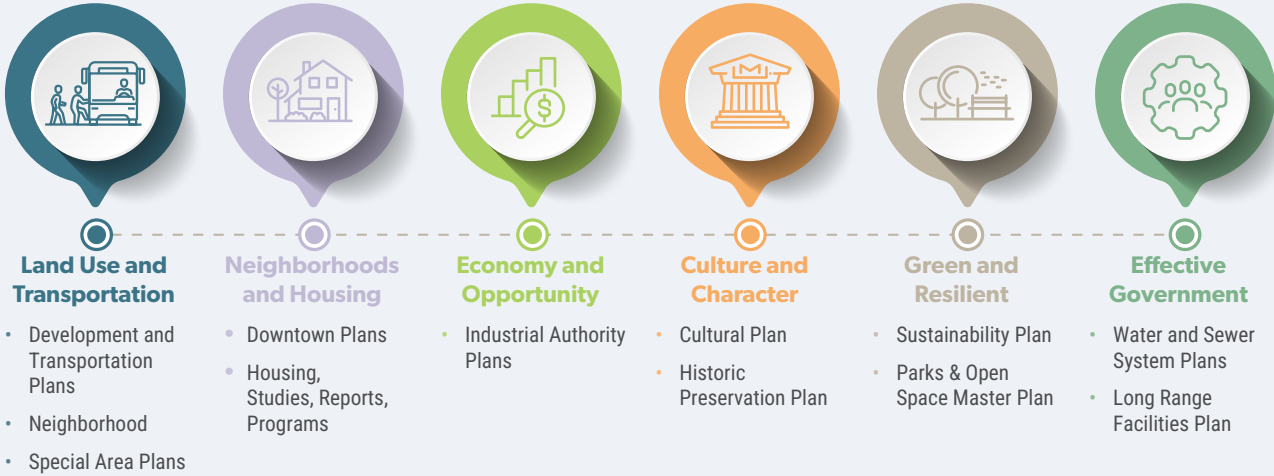 Land Use and
Transportation
• Development and
Transportation
Plans
• Neighborhood
• Special Area Plans
Neighborhoods
and Housing
• Downtown Plans
• Housing,
Studies, Reports,
Programs
Economy and
Opportunity
• Industrial Authority
Plans
Culture and
Character
• Cultural Plan
• Historic
Preservation Plan
Green and
Resilient
• Sustainability Plan
• Parks & Open
Space Master Plan
Effective
Government
• Water and Sewer
System Plans
• Long Range
Facilities Plan